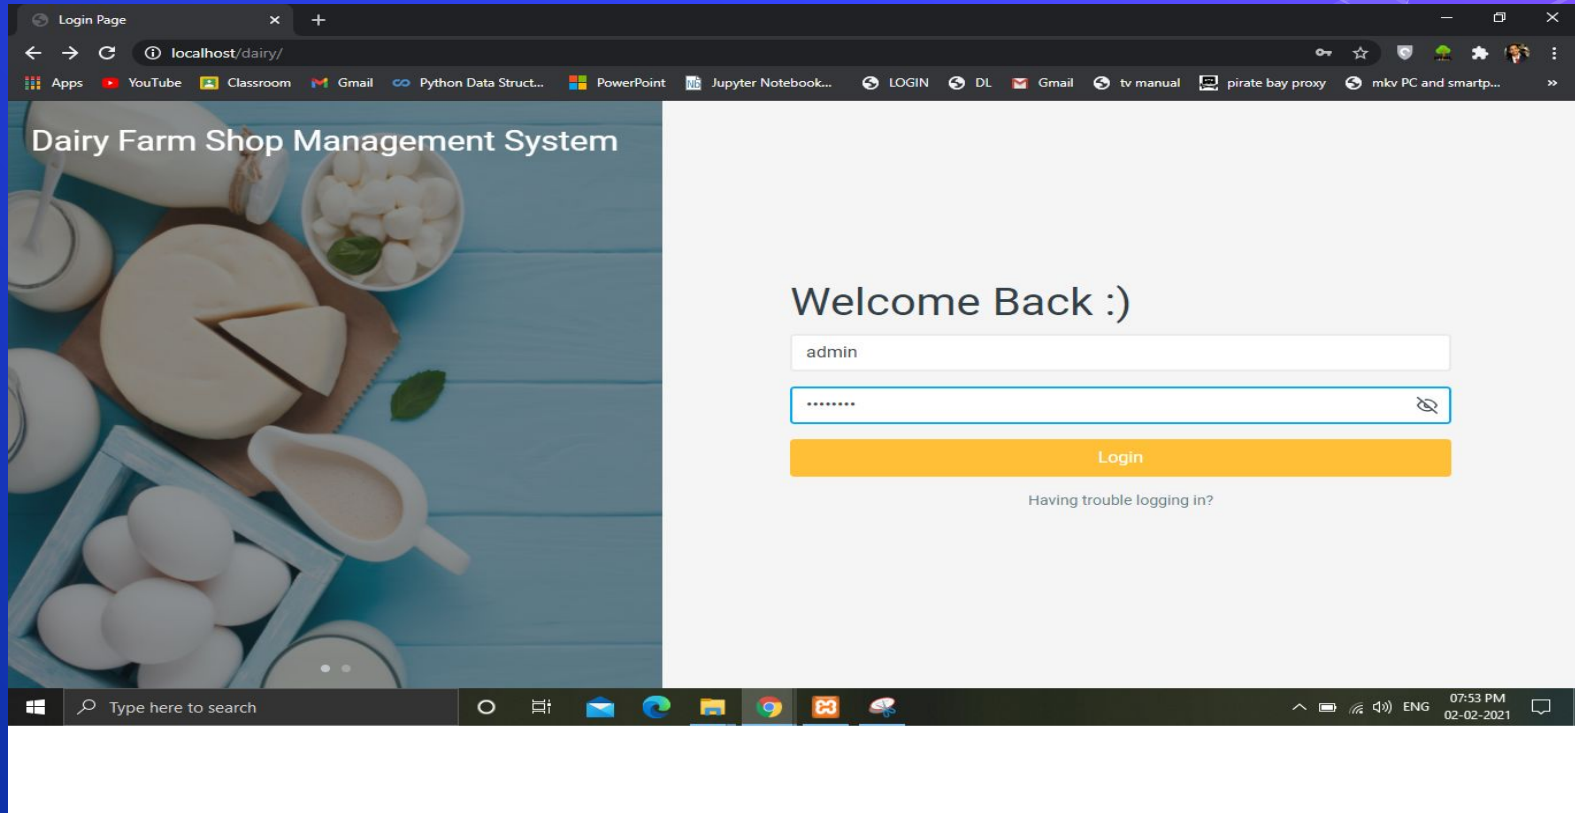 Login Page
localhost/dairy/
Apps YouTube Classroom Gmail Python Data Struct... PowerPoint Jupyter Notebook... LOGIN DL Gmail tv manual pirate bay proxy mkv PC and smartp... »
Dairy Farm Shop Management System
Welcome Back :)
admin
••••••••
Login
Having trouble logging in?
Type here to search
ENG
07:53 PM
02-02-2021